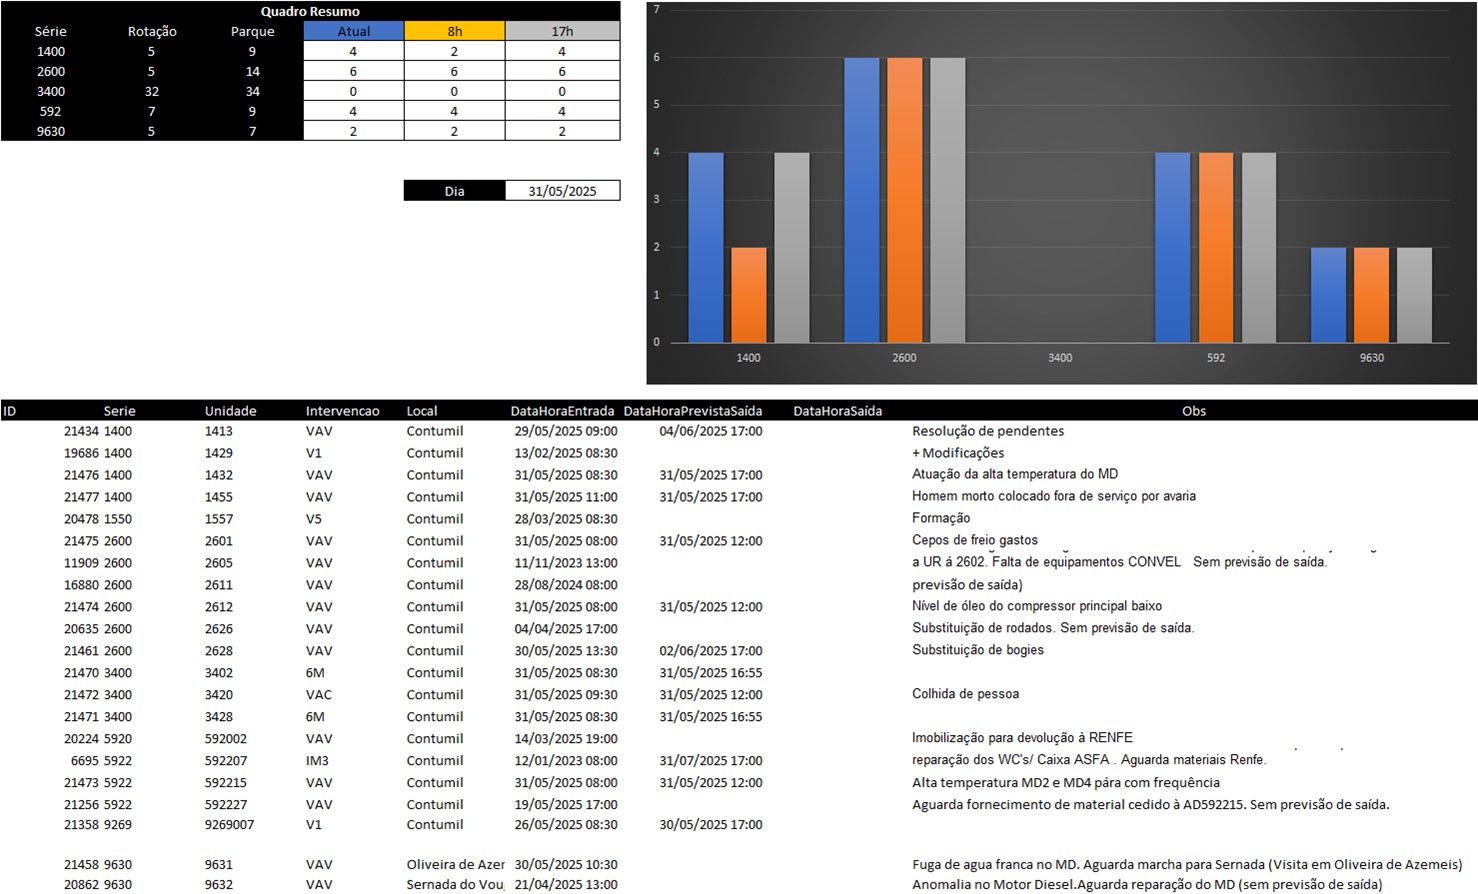 Quadro Resumo
Série Rotação Parque Atual 8h 17h
1400 5 9 4 2 4
2600 5 14 6 6 6
3400 32 34 0 0 0
592 7 9 4 4 4
9630 5 7 2 2 2
Dia 31/05/2025
7
6
5
4
3
2
1
0
1400 2600 3400 592 9630
ID Serie Unidade Intervencao Local DataHoraEntrada DataHoraPrevistaSaída DataHoraSaída Obs
21434 1400 1413 VAV Contumil 29/05/2025 09:00 04/06/2025 17:00 Resolução de pendentes
19686 1400 1429 V1 Contumil 13/02/2025 08:30 + Modificações
21476 1400 1432 VAV Contumil 31/05/2025 08:30 31/05/2025 17:00 Atuação da alta temperatura do MD
21477 1400 1455 VAV Contumil 31/05/2025 11:00 31/05/2025 17:00 Homem morto colocado fora de serviço por avaria
20478 1550 1557 V5 Contumil 28/03/2025 08:30 Formação
21475 2600 2601 VAV Contumil 31/05/2025 08:00 31/05/2025 12:00 Cepos de freio gastos
11909 2600 2605 VAV Contumil 11/11/2023 13:00 a UR á 2602. Falta de equipamentos CONVEL Sem previsão de saída.
16880 2600 2611 VAV Contumil 28/08/2024 08:00 previsão de saída)
21474 2600 2612 VAV Contumil 31/05/2025 08:00 31/05/2025 12:00 Nível de óleo do compressor principal baixo
20635 2600 2626 VAV Contumil 04/04/2025 17:00 Substituição de rodados. Sem previsão de saída.
21461 2600 2628 VAV Contumil 30/05/2025 13:30 02/06/2025 17:00 Substituição de bogies
21470 3400 3402 6M Contumil 31/05/2025 08:30 31/05/2025 16:55
21472 3400 3420 VAC Contumil 31/05/2025 09:30 31/05/2025 12:00 Colhida de pessoa
21471 3400 3428 6M Contumil 31/05/2025 08:30 31/05/2025 16:55
20224 5920 592002 VAV Contumil 14/03/2025 19:00 Imobilização para devolução à RENFE
6695 5922 592207 IM3 Contumil 12/01/2023 08:00 31/07/2025 17:00 reparação dos WC's/ Caixa ASFA . Aguarda materiais Renfe.
21473 5922 592215 VAV Contumil 31/05/2025 08:00 31/05/2025 12:00 Alta temperatura MD2 e MD4 pára com frequência
21256 5922 592227 VAV Contumil 19/05/2025 17:00 Aguarda fornecimento de material cedido à AD592215. Sem previsão de saída.
21358 9269 9269007 V1 Contumil 26/05/2025 08:30 30/05/2025 17:00
21458 9630 9631 VAV Oliveira de Azer 30/05/2025 10:30 Fuga de agua franca no MD. Aguarda marcha para Sernada (Visita em Oliveira de Azemeis)
20862 9630 9632 VAV Sernada do Vou 21/04/2025 13:00 Anomalia no Motor Diesel.Aguarda reparação do MD (sem previsão de saída)